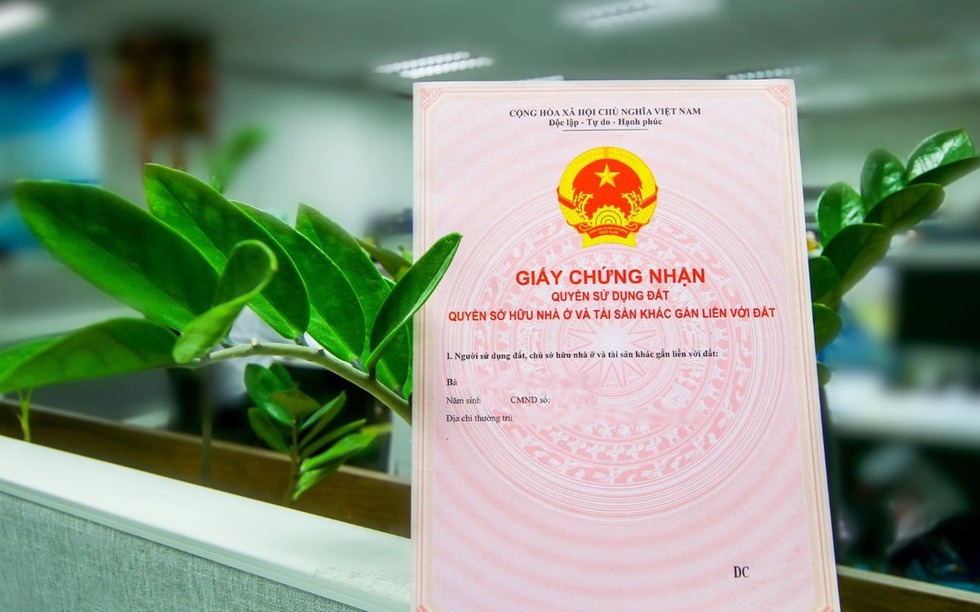 CỘNG HÒA XÃ HỘI CHỦ NGHĨA VIỆT NAM
Độc lập - Tự do - Hạnh phúc
VIỆT NAM
GIẤY CHỨNG NHẬN
QUYỀN SỬ DỤNG ĐẤT
QUYỀN SỞ HỮU NHÀ Ở VÀ TÀI SẢN KHÁC GẮN LIỀN VỚI ĐẤT
I. Người sử dụng đất, chủ sở hữu nhà ở và tài sản khác gắn liền với đất:
Bà
Năm sinh CMND số:
Địa chỉ thường trú
DC